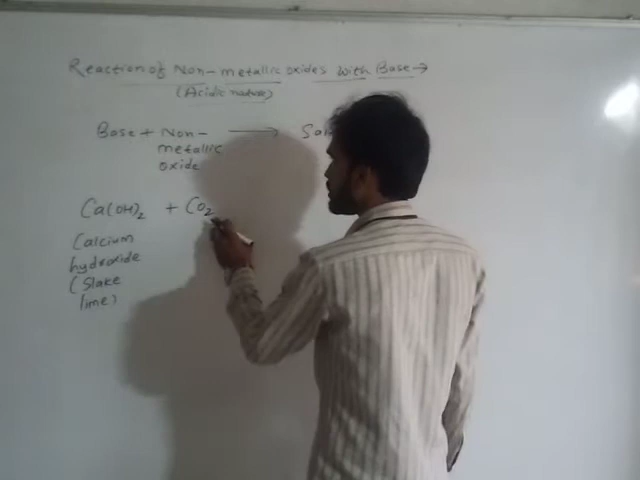 Reaction of Non-metallic oxides with Base →
(Acidic nature)
Base + Non- → Sal
metallic
oxide
Ca(OH)₂ + CO₂
Calcium
hydroxide
(Slake
lime)